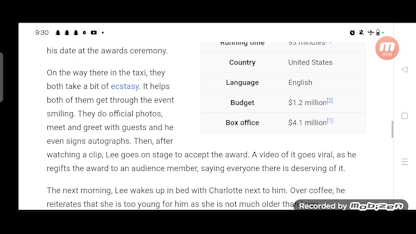 9:30
his date at the awards ceremony.
On the way there in the taxi, they
both take a bit of ecstasy. It helps
both of them get through the event
smiling. They do official photos,
meet and greet with guests and he
even signs autographs. Then, after
watching a clip, Lee goes on stage to accept the award. A video of it goes viral, as he
regifts the award to an audience member, saying everyone there is deserving of it.
The next morning, Lee wakes up in bed with Charlotte next to him. Over coffee, he
reiterates that she is too young for him as she is not much older tha
Running time 93 minutes
Country United States
Language English
Budget $1.2 million[2]
Box office $4.1 million[1]
Recorded by Mobizen